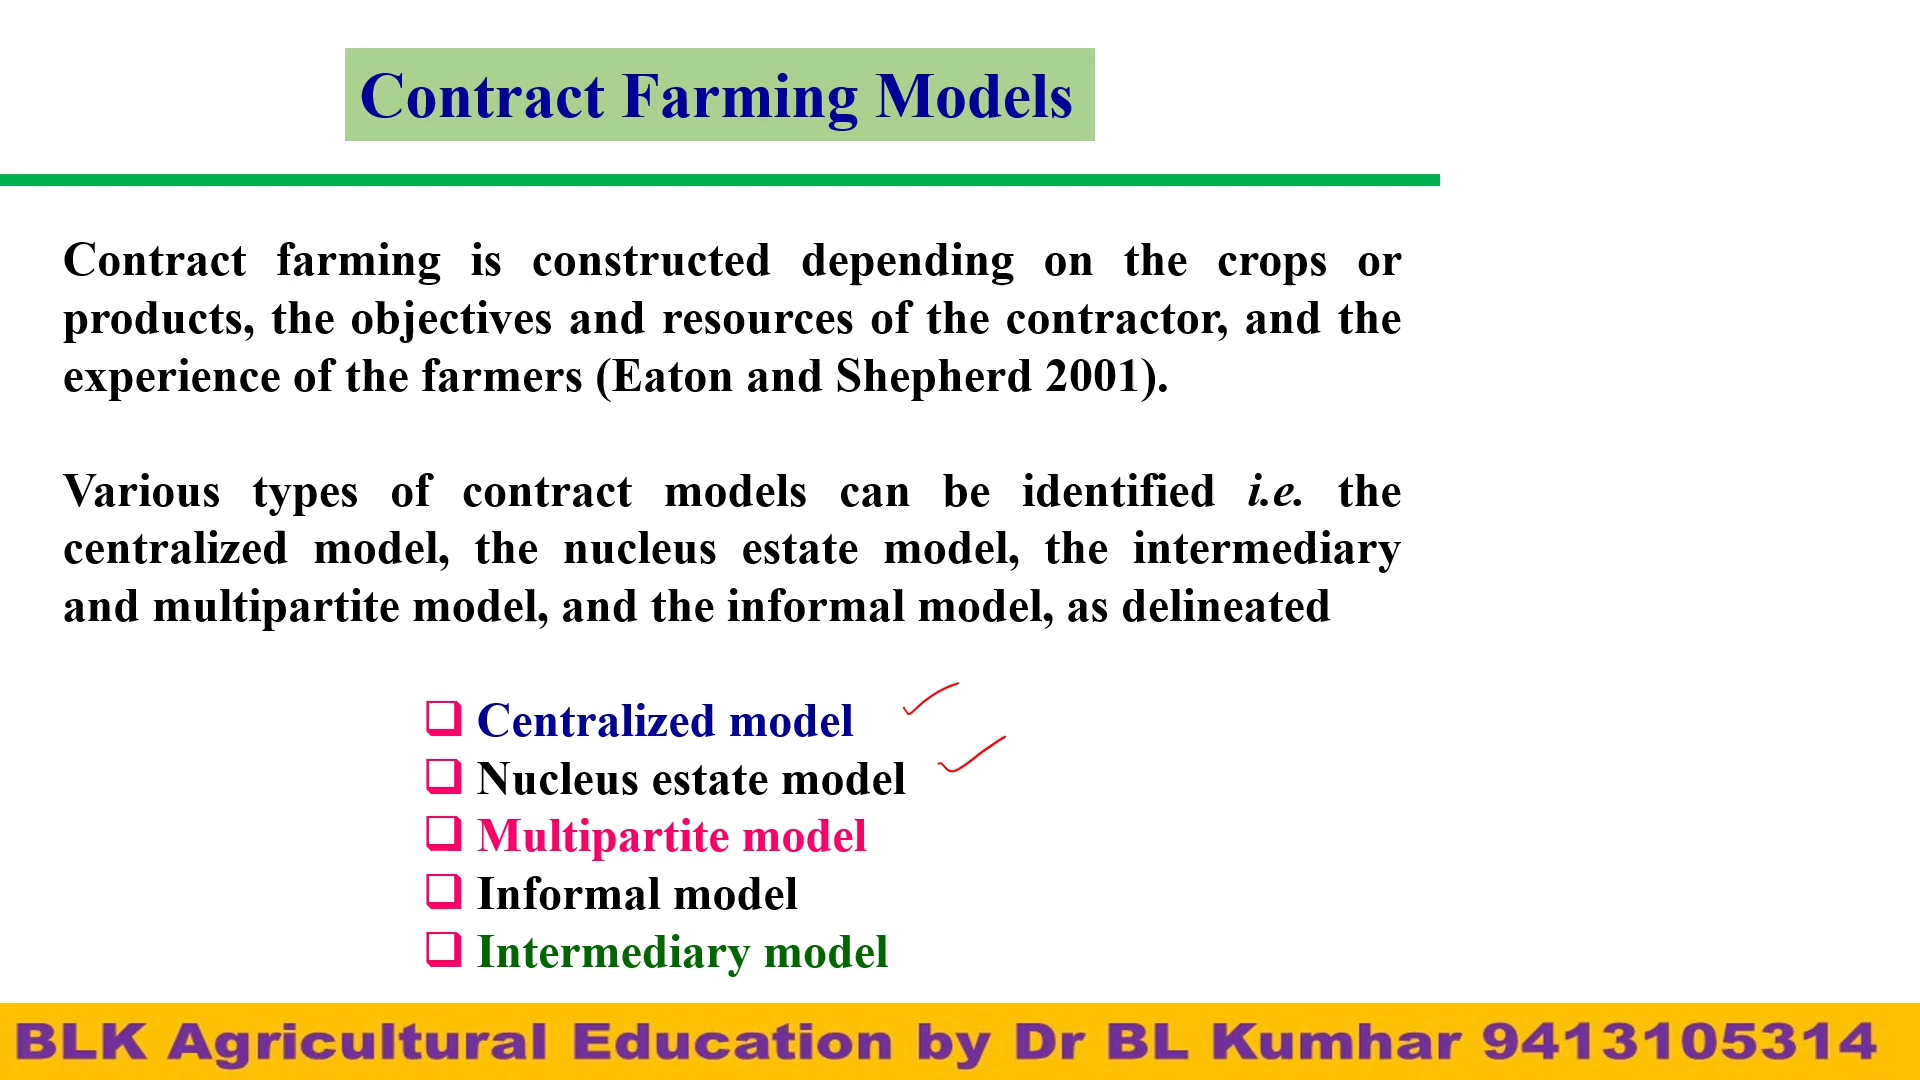 Contract Farming Models
Contract farming is constructed depending on the crops or
products, the objectives and resources of the contractor, and the
experience of the farmers (Eaton and Shepherd 2001).
Various types of contract models can be identified i.e. the
centralized model, the nucleus estate model, the intermediary
and multipartite model, and the informal model, as delineated
Centralized model
Nucleus estate model
Multipartite model
Informal model
Intermediary model
BLK Agricultural Education by Dr BL Kumhar 9413105314